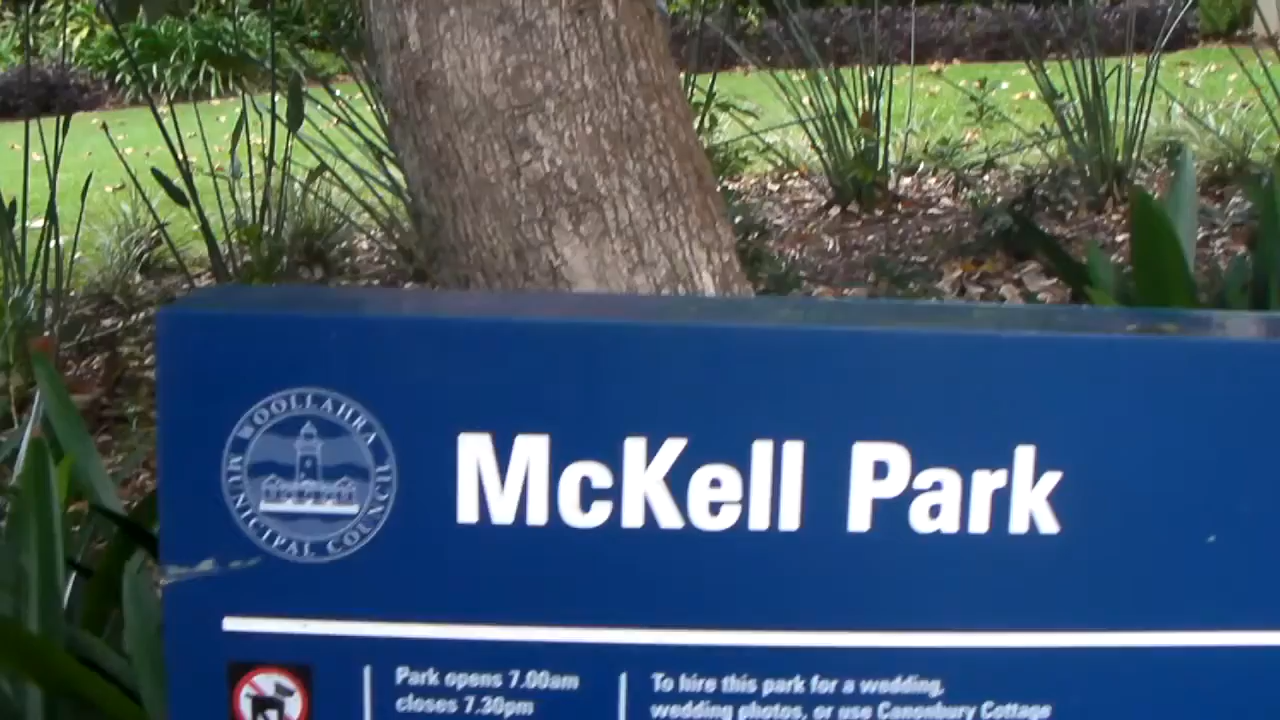 WOOLLAHRA
MUNICIPAL COUNCIL
McKell Park
Park opens 7.00am
closes 7.30pm
To hire this park for a wedding,
wedding photos, or use Canonbury Cottage